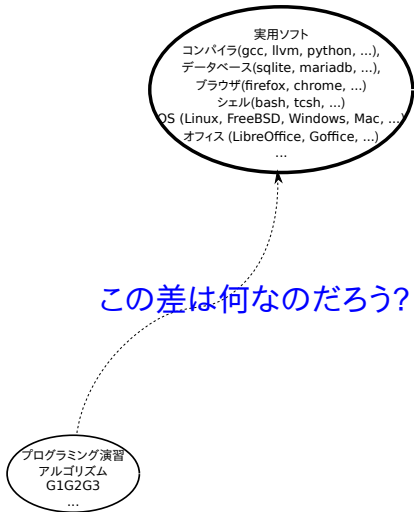 実用ソフト
コンパイラ(gcc, llvm, python, ...),
データベース(sqlite, mariadb, ...),
ブラウザ(firefox, chrome, ...)
シェル(bash, tcsh, ...)
OS (Linux, FreeBSD, Windows, Mac, ...)
オフィス (LibreOffice, Goffice, ...)
...
この差は何なのだろう?
プログラミング演習
アルゴリズム
G1G2G3
...